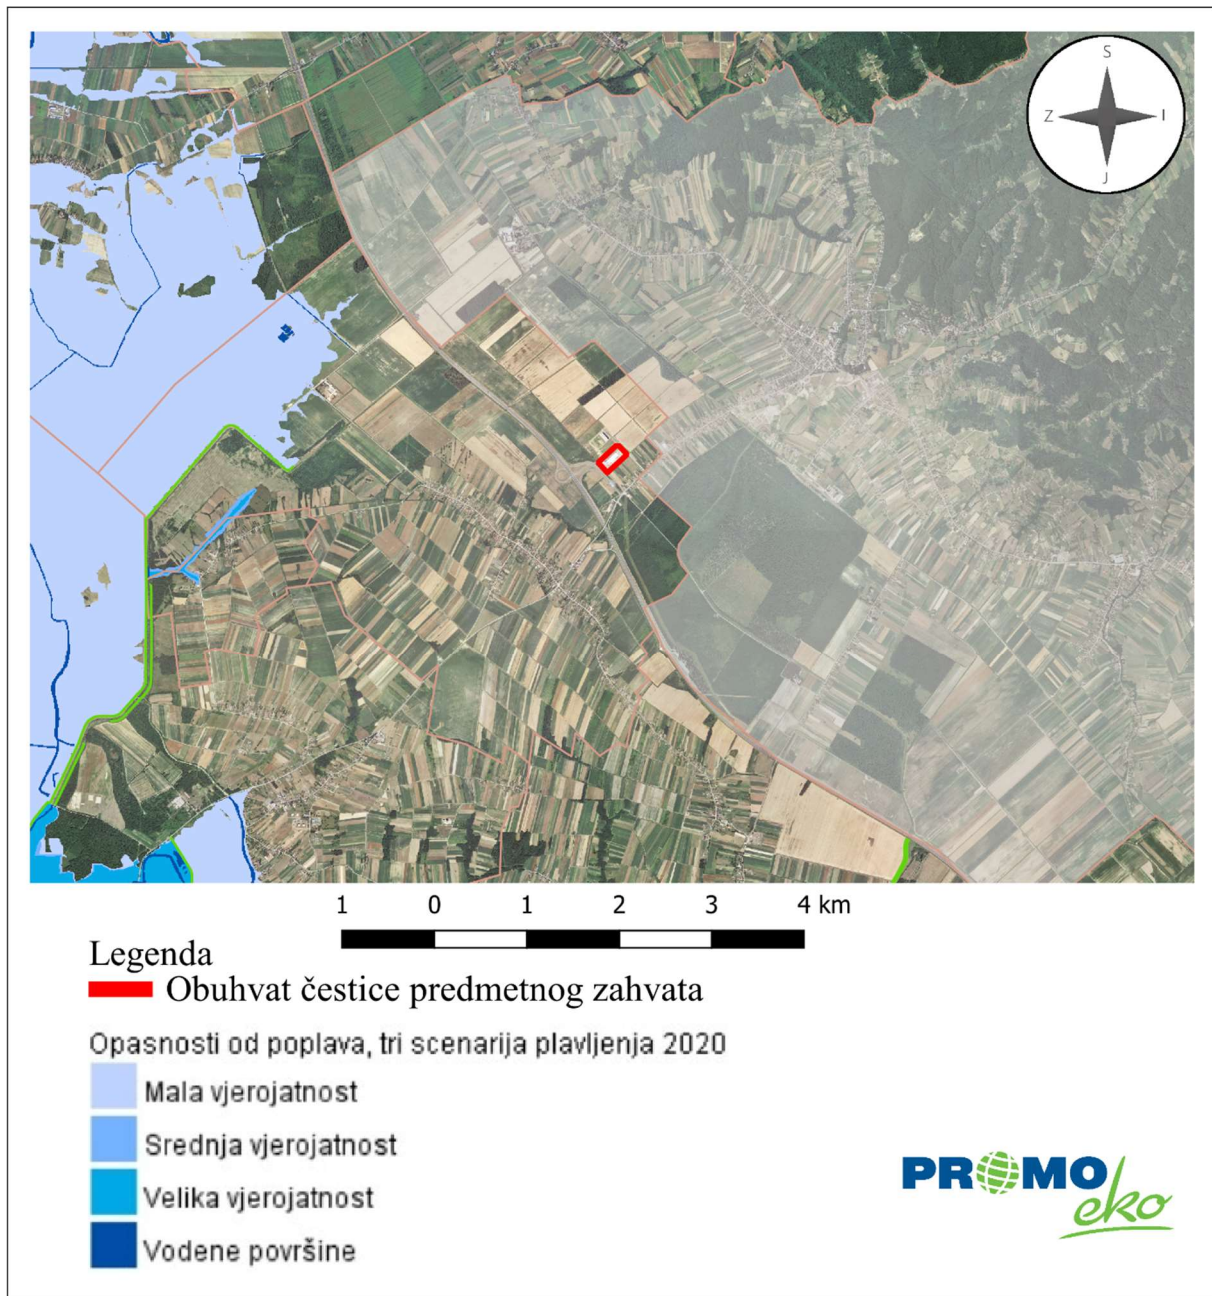 S
Z
I
J
1 0 1 2 3 4 km
Legenda
Obuhvat čestice predmetnog zahvata
Opasnosti od poplava, tri scenarija plavljenja 2020
Mala vjerojatnost
Srednja vjerojatnost
Velika vjerojatnost
Vodene površine
PROMO
eko